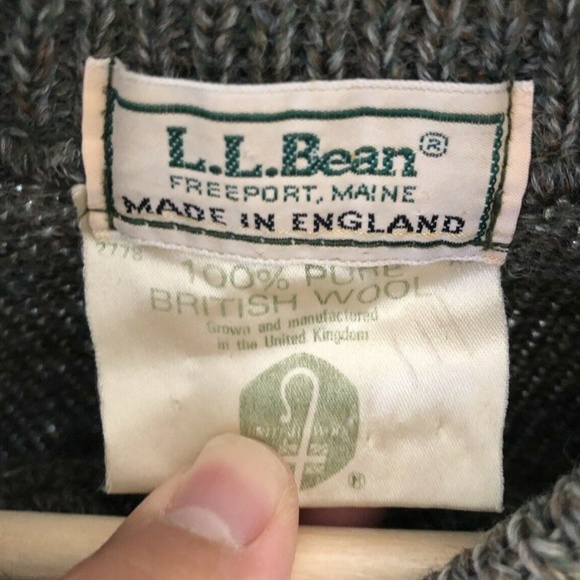 L.L.Bean®
FREEPORT, MAINE
MADE IN ENGLAND
2778
100% PURE
BRITISH WOOL
Grown and manufactured
in the United Kingdom
®